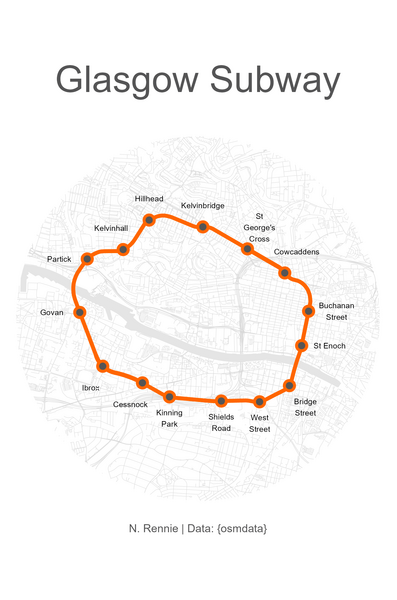 Glasgow Subway
Hillhead
Kelvinbridge
St
George's
Cross
Kelvinhall
Cowcaddens
Partick
Buchanan
Street
Govan
St Enoch
Ibrox
Cessnock
Kinning
Park
Shields
Road
West
Street
Bridge
Street
N. Rennie | Data: {osmdata}